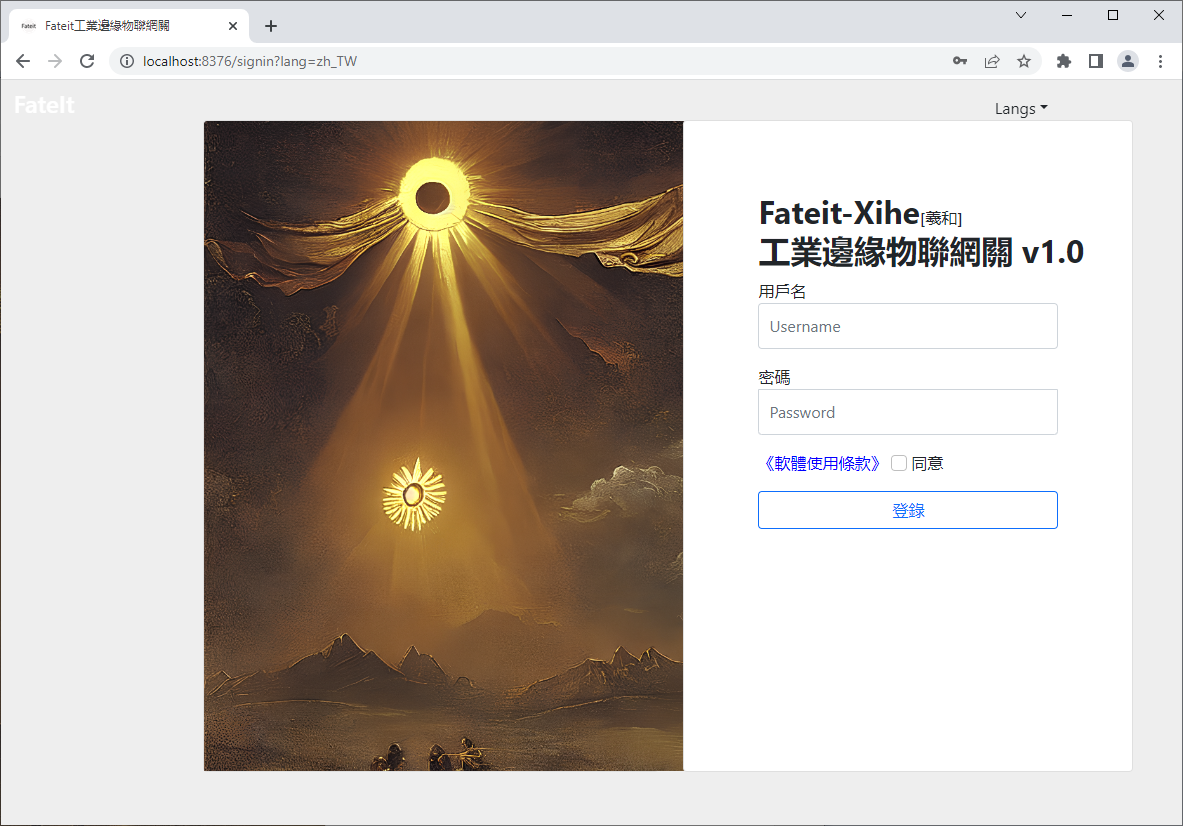 Fateit Fateit工業邊緣物聯網關
localhost:8376/signin?lang=zh_TW
FateIt
Langs
Fateit-Xihe[羲和]
工業邊緣物聯網關 v1.0
用戶名
Username
密碼
Password
《軟體使用條款》 同意
登錄